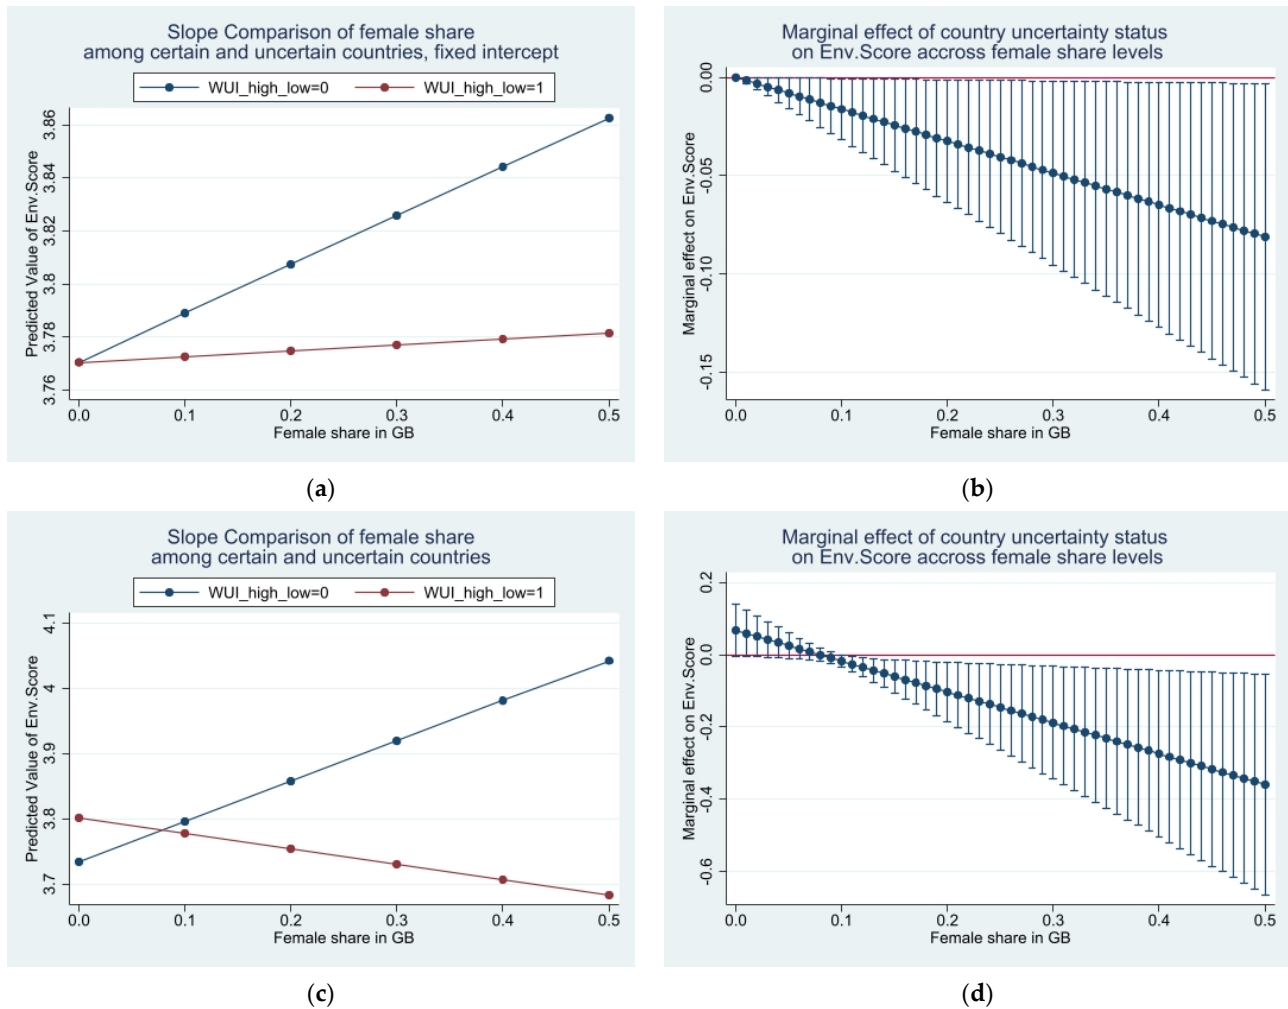 Slope Comparison of female share
among certain and uncertain countries, fixed intercept
WUI_high_low=0 WUI_high_low=1
Predicted Value of Env.Score
3.86
3.84
3.82
3.8
3.78
3.76
0.0 0.1 0.2 0.3 0.4 0.5
Female share in GB
(a)
Marginal effect of country uncertainty status
on Env.Score accross female share levels
Marginal effect on Env.Score
0.00
-0.05
-0.10
-0.15
0.0 0.1 0.2 0.3 0.4 0.5
Female share in GB
(b)
Slope Comparison of female share
among certain and uncertain countries
WUI_high_low=0 WUI_high_low=1
Predicted Value of Env.Score
4.1
4
3.9
3.8
3.7
0.0 0.1 0.2 0.3 0.4 0.5
Female share in GB
(c)
Marginal effect of country uncertainty status
on Env.Score accross female share levels
Marginal effect on Env.Score
0.2
0.0
-0.2
-0.4
-0.6
0.0 0.1 0.2 0.3 0.4 0.5
Female share in GB
(d)